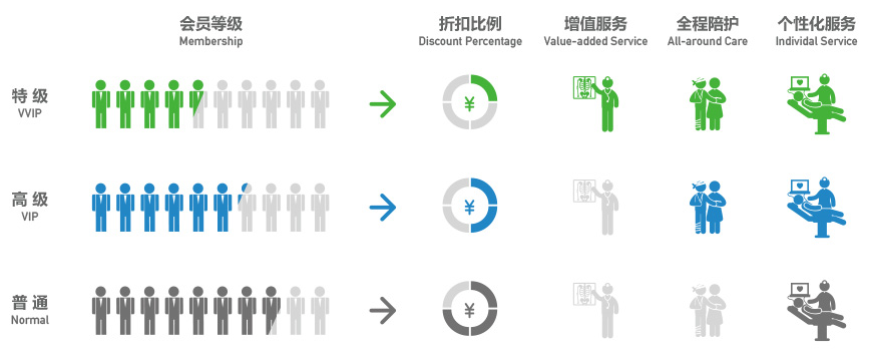 会员等级
Membership
折扣比例
Discount Percentage
增值服务
Value-added Service
全程陪护
All-around Care
个性化服务
Individal Service
特级
VVIP
¥
高级
VIP
¥
普通
Normal
¥